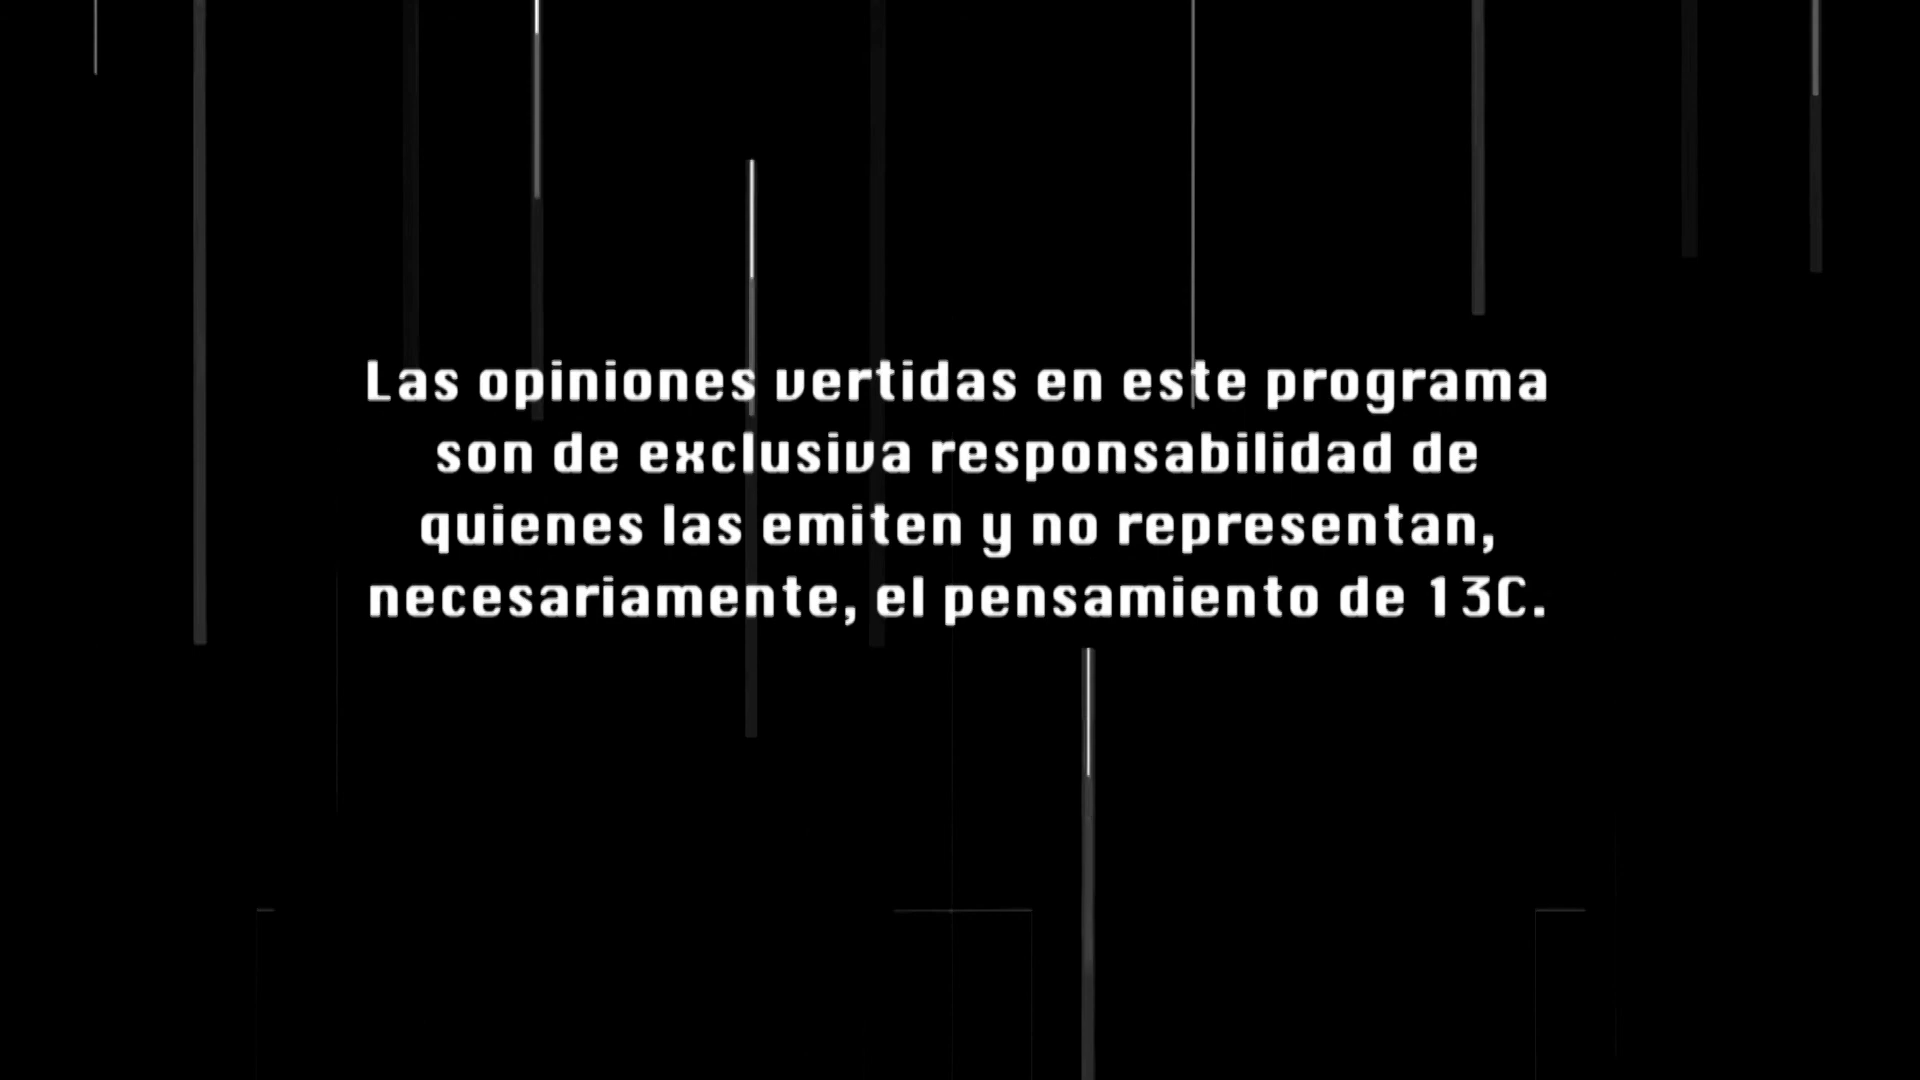 Las opiniones vertidas en este programa
son de exclusiva responsabilidad de
quienes las emiten y no representan,
necesariamente, el pensamiento de 13C.